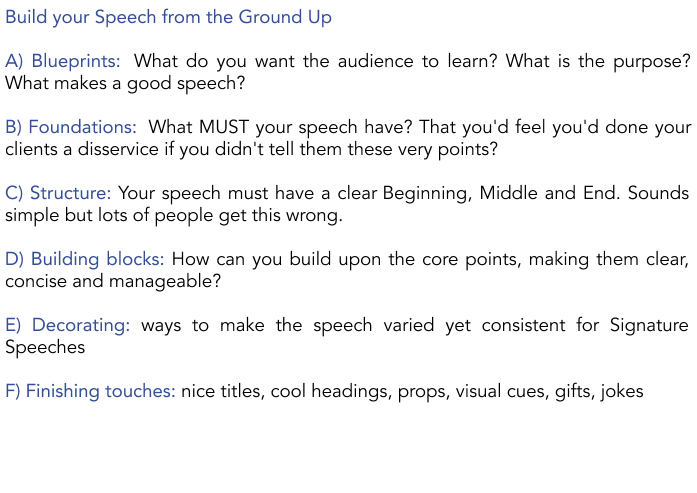 Build your Speech from the Ground Up
A) Blueprints: What do you want the audience to learn? What is the purpose?
What makes a good speech?
B) Foundations: What MUST your speech have? That you'd feel you'd done your
clients a disservice if you didn't tell them these very points?
C) Structure: Your speech must have a clear Beginning, Middle and End. Sounds
simple but lots of people get this wrong.
D) Building blocks: How can you build upon the core points, making them clear,
concise and manageable?
E) Decorating: ways to make the speech varied yet consistent for Signature
Speeches
F) Finishing touches: nice titles, cool headings, props, visual cues, gifts, jokes